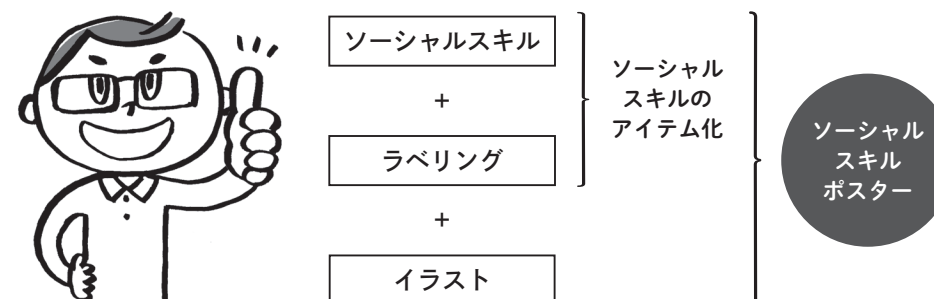 ソーシャルスキル
+
ラベリング
+
イラスト
ソーシャル
スキルの
アイテム化
ソーシャル
スキル
ポスター